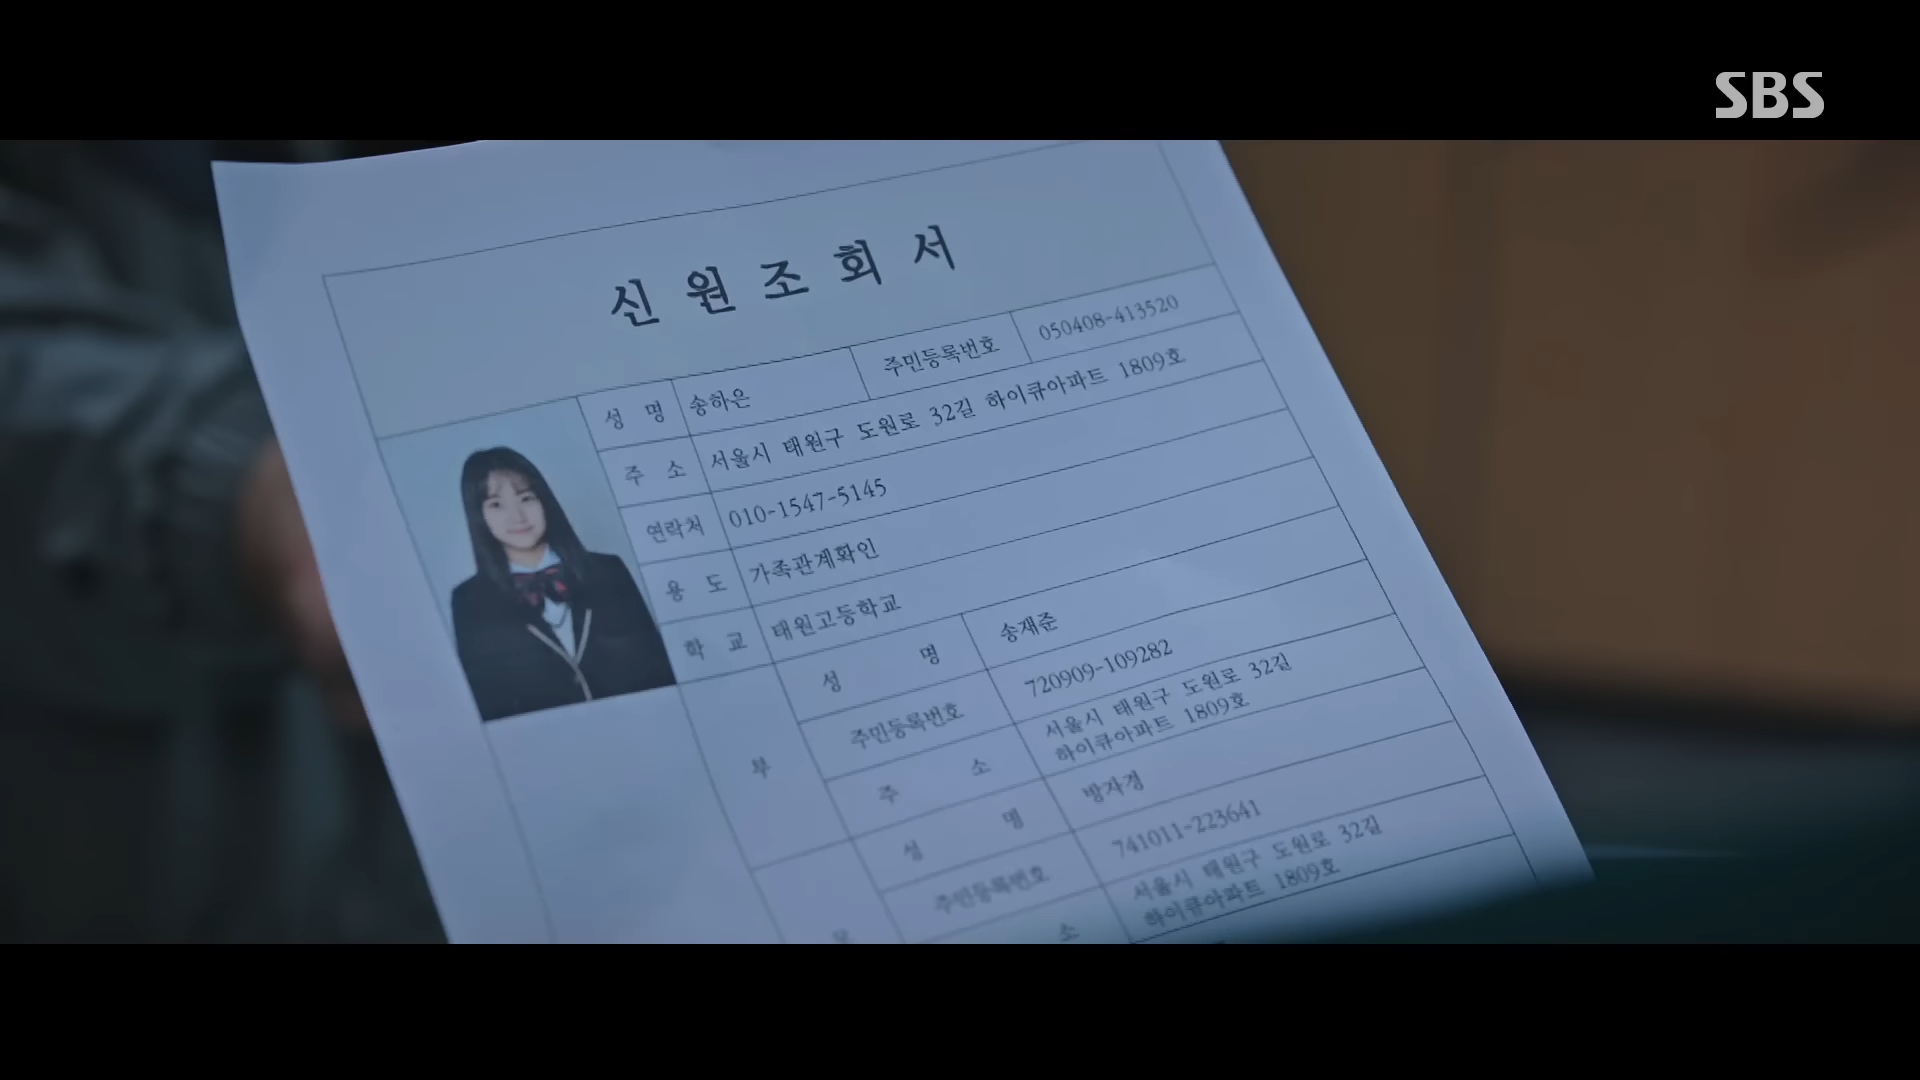 SBS
신원조회서
성 명 송하은 주민등록번호 050408-413520
주 소 서울시 태원구 도원로 32길 하이큐아파트 1809호
연락처 010-1547-5145
용 도 가족관계확인
학 교 태원고등학교
부 성 명 송재준
주민등록번호 720909-109282
주 소 서울시 태원구 도원로 32길
하이큐아파트 1809호
성 명 방자경
주민등록번호 741011-223641
소 서울시 태원구 도원로 32길
하이큐아파트 1809호